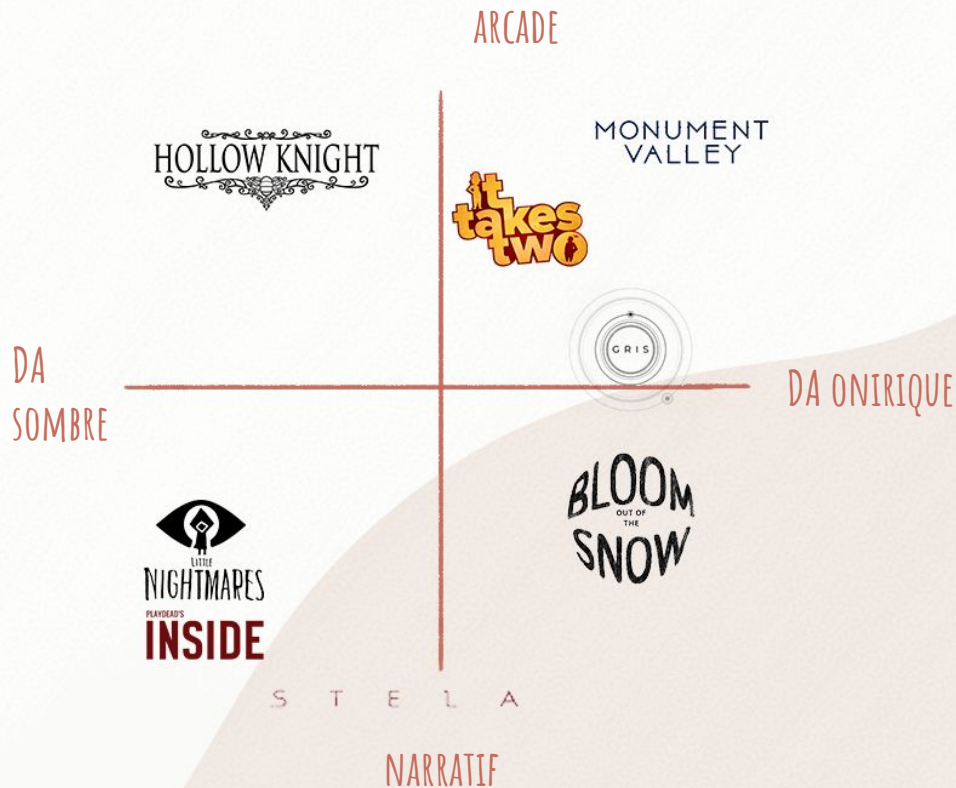 ARCADE
HOLLOW KNIGHT
MONUMENT
VALLEY
it
takes
two
GRIS
DA
SOMBRE
DA ONIRIQUE
BLOOM
OUT OF
THE
SNOW
LITTLE
NIGHTMARES
PLAYDEAD'S
INSIDE
STELA
NARRATIF